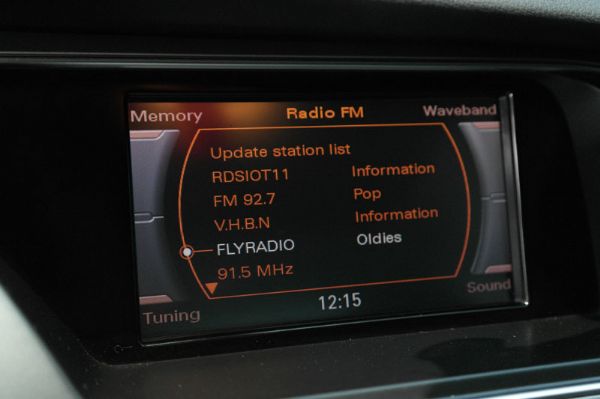 Memory Radio FM Waveband
Update station list
RDSIOT11 Information
FM 92.7 Pop
V.H.B.N Information
FLYRADIO Oldies
91.5 MHz
Tuning 12:15 Sound